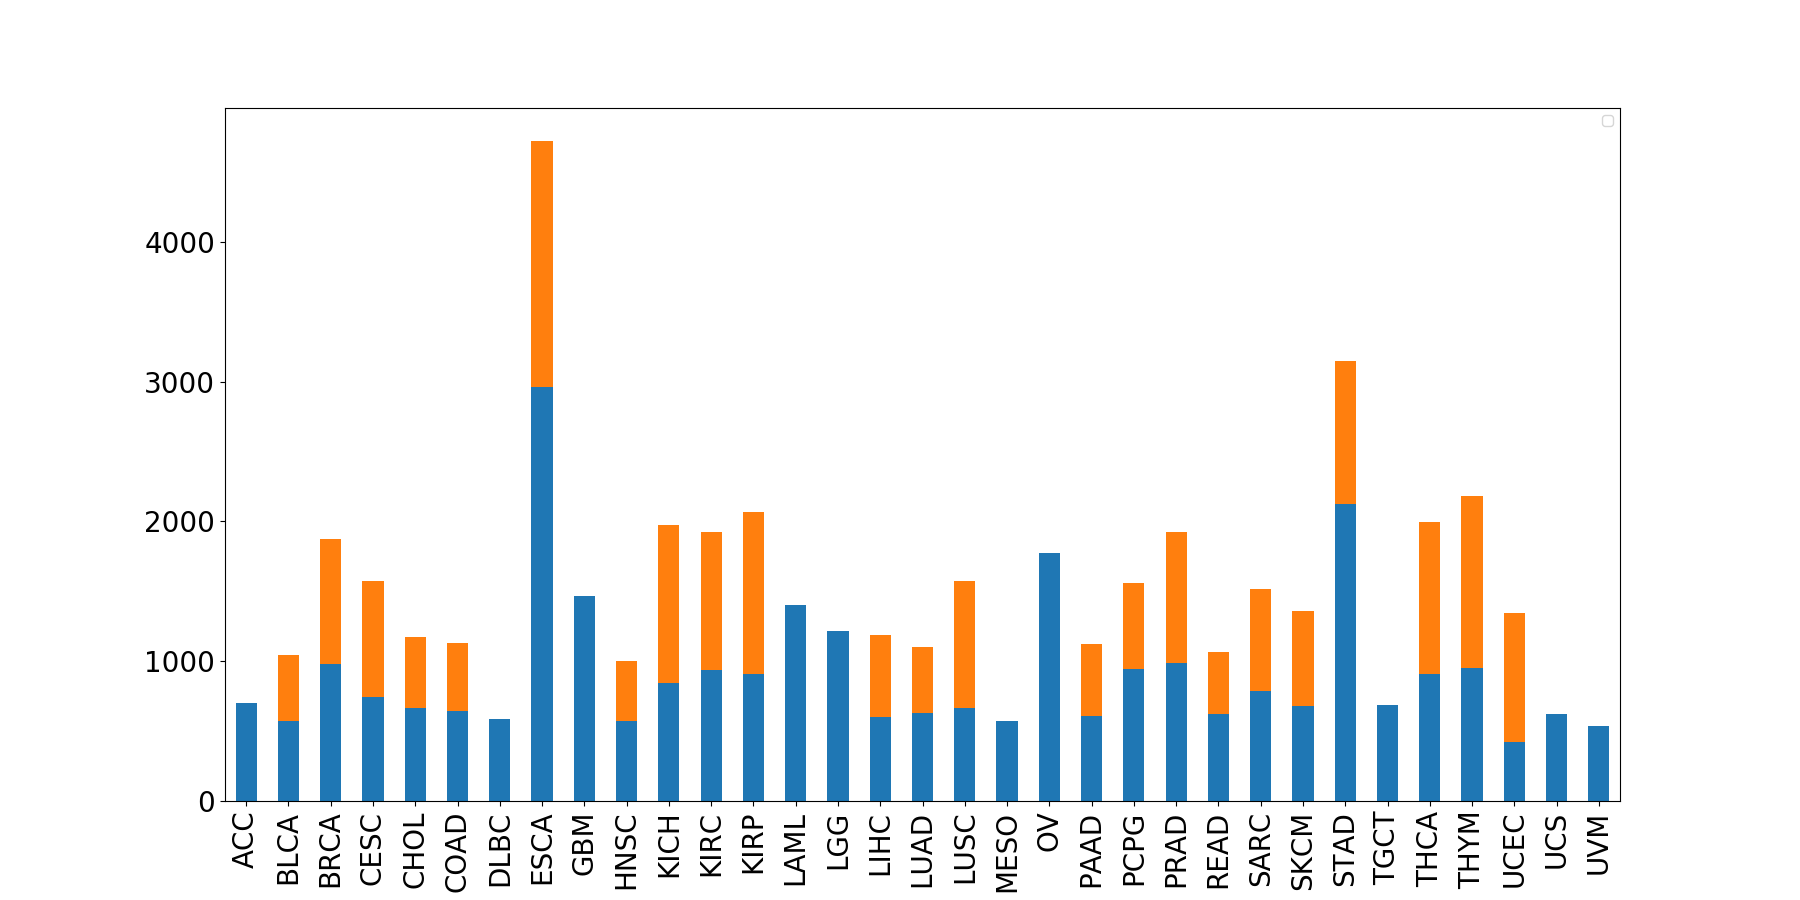 4000
3000
2000
1000
0
ACC
BLCA
BRCA
CESC
CHOL
COAD
DLBC
ESCA
GBM
HNSC
KICH
KIRC
KIRP
LAML
LGG
LIHC
LUAD
LUSC
MESO
OV
PAAD
PCPG
PRAD
READ
SARC
SKCM
STAD
TGCT
THCA
THYM
UCEC
UCS
UVM